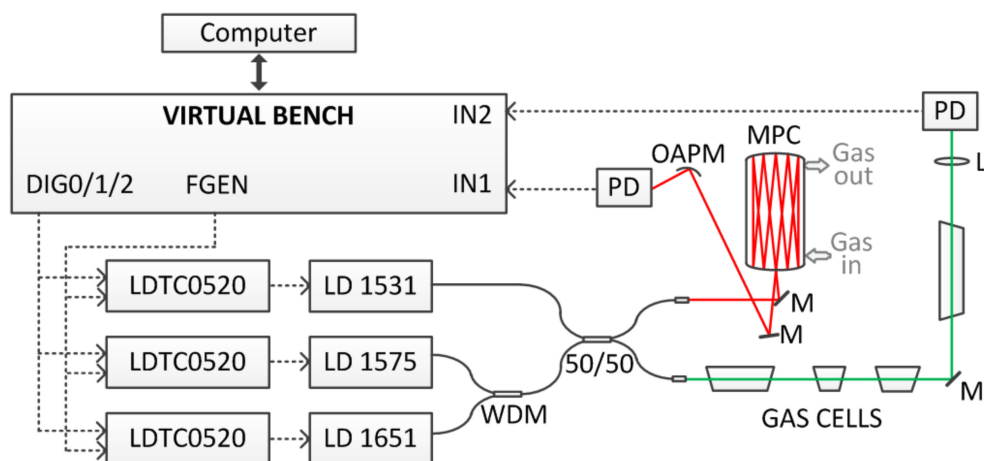 Computer
VIRTUAL BENCH
IN2
PD
MPC
OAPM
Gas
out
L
DIG0/1/2
FGEN
IN1
PD
Gas
in
LDTC0520
LD 1531
M
M
LDTC0520
LD 1575
50/50
WDM
M
GAS CELLS
LDTC0520
LD 1651